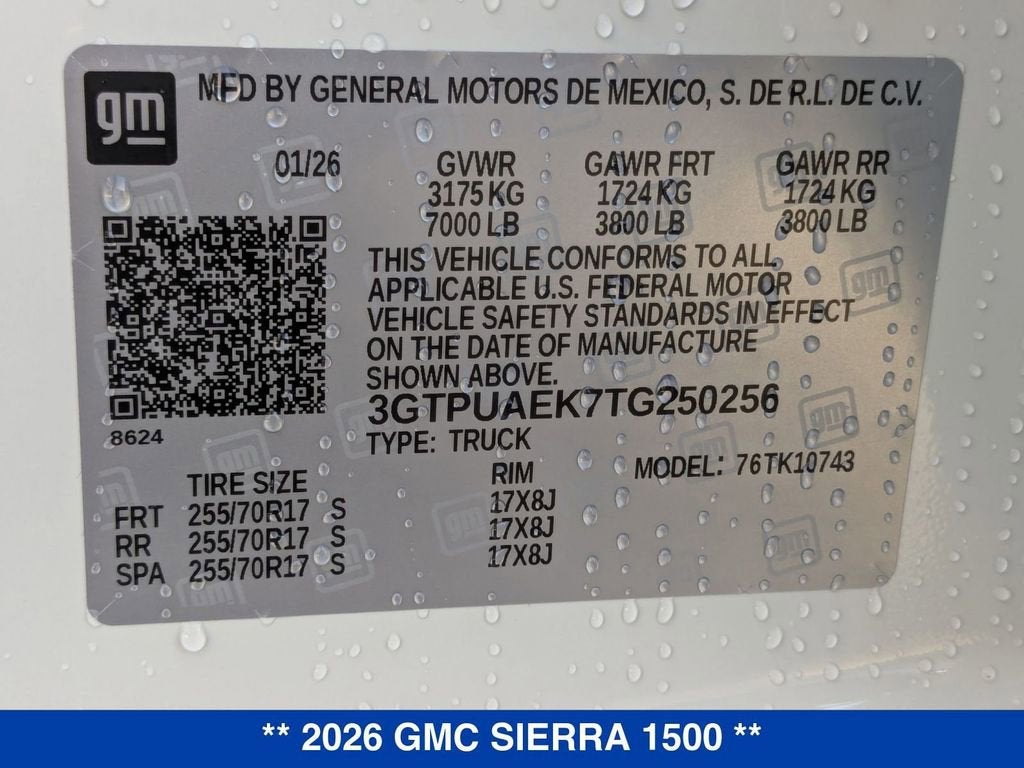 gm
MFD BY GENERAL MOTORS DE MEXICO, S. DE R.L. DE C.V.
01/26 GVWR GAWR FRT GAWR RR
3175 KG 1724 KG 1724 KG
7000 LB 3800 LB 3800 LB
THIS VEHICLE CONFORMS TO ALL
APPLICABLE U.S. FEDERAL MOTOR
VEHICLE SAFETY STANDARDS IN EFFECT
ON THE DATE OF MANUFACTURE
SHOWN ABOVE.
3GTPUAEK7TG250256
8624
TYPE: TRUCK
TIRE SIZE RIM MODEL: 76TK10743
FRT 255/70R17 S 17X8J
RR 255/70R17 S 17X8J
SPA 255/70R17 S 17X8J
** 2026 GMC SIERRA 1500 **